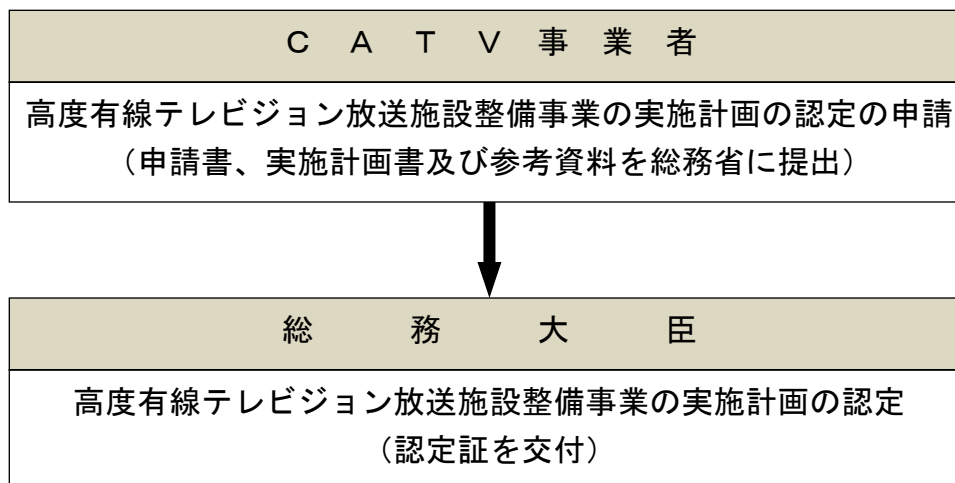 ＣＡＴＶ事業者
高度有線テレビジョン放送施設整備事業の実施計画の認定の申請
（申請書、実施計画書及び参考資料を総務省に提出）
総務大臣
高度有線テレビジョン放送施設整備事業の実施計画の認定
（認定証を交付）